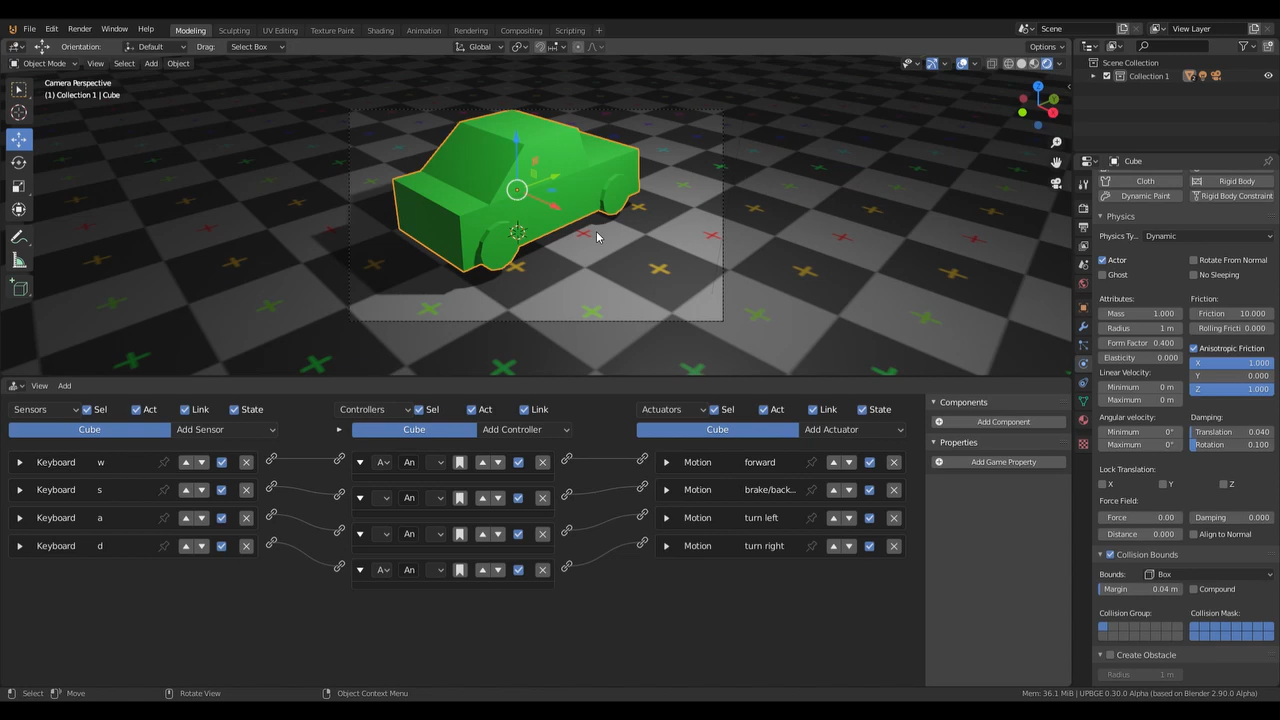 File Edit Render Window Help Modeling Sculpting UV Editing Texture Paint Shading Animation Rendering Compositing Scripting + Scene View Layer
Orientation: Default Drag: Select Box Global Options
Object Mode View Select Add Object
Camera Perspective
(1) Collection 1 | Cube
Scene Collection
Collection 1
Cube
Cloth Rigid Body
Dynamic Paint Rigid Body Constraint
Physics
Physics Ty... Dynamic
Actor Rotate From Normal
Ghost No Sleeping
Attributes: Friction:
Mass 1.000 Friction 10.000
Radius 1 m Rolling Fricti 0.000
Form Factor 0.400 Anisotropic Friction
Elasticity 0.000 X 1.000
Linear Velocity: Y 0.000
Minimum 0 m Z 1.000
Maximum 0 m
Angular velocity: Damping:
Minimum 0° Translation 0.040
Maximum 0° Rotation 0.100
Lock Translation:
X Y Z
Force Field:
Force 0.00 Damping 0.000
Distance 0.000 Align to Normal
Collision Bounds
Bounds: Box
Margin 0.04 m Compound
Collision Group: Collision Mask:
Create Obstacle
Radius 1 m
View Add
Sensors Sel Act Link State Controllers Sel Act Link Actuators Sel Act Link State
Cube Add Sensor Cube Add Controller Cube Add Actuator
Keyboard w A An Motion forward
Keyboard s An Motion brake/back...
Keyboard a An Motion turn left
Keyboard d A An Motion turn right
Components
Add Component
Properties
Add Game Property
Select Move Rotate View Object Context Menu Mem: 36.1 MiB | UPBGE 0.30.0 Alpha (based on Blender 2.90.0 Alpha)